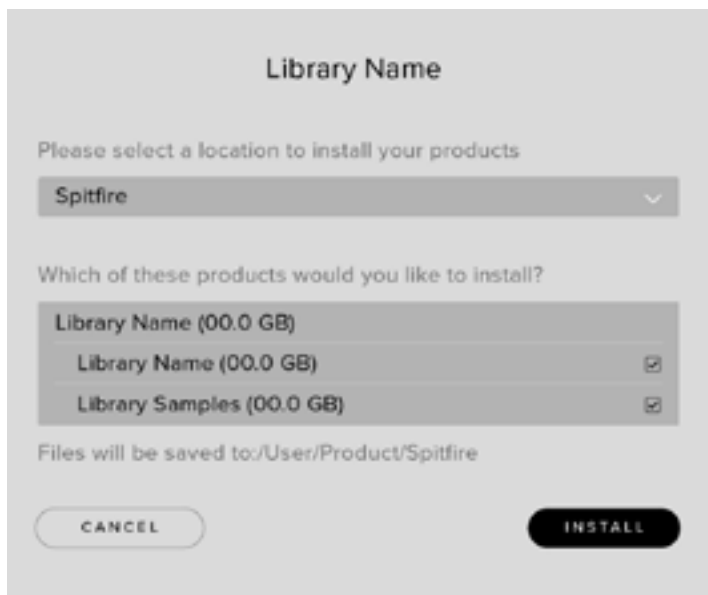 Library Name
Please select a location to install your products
Spitfire
Which of these products would you like to install?
Library Name (00.0 GB)
Library Name (00.0 GB)
Library Samples (00.0 GB)
Files will be saved to:/User/Product/Spitfire
CANCEL
INSTALL